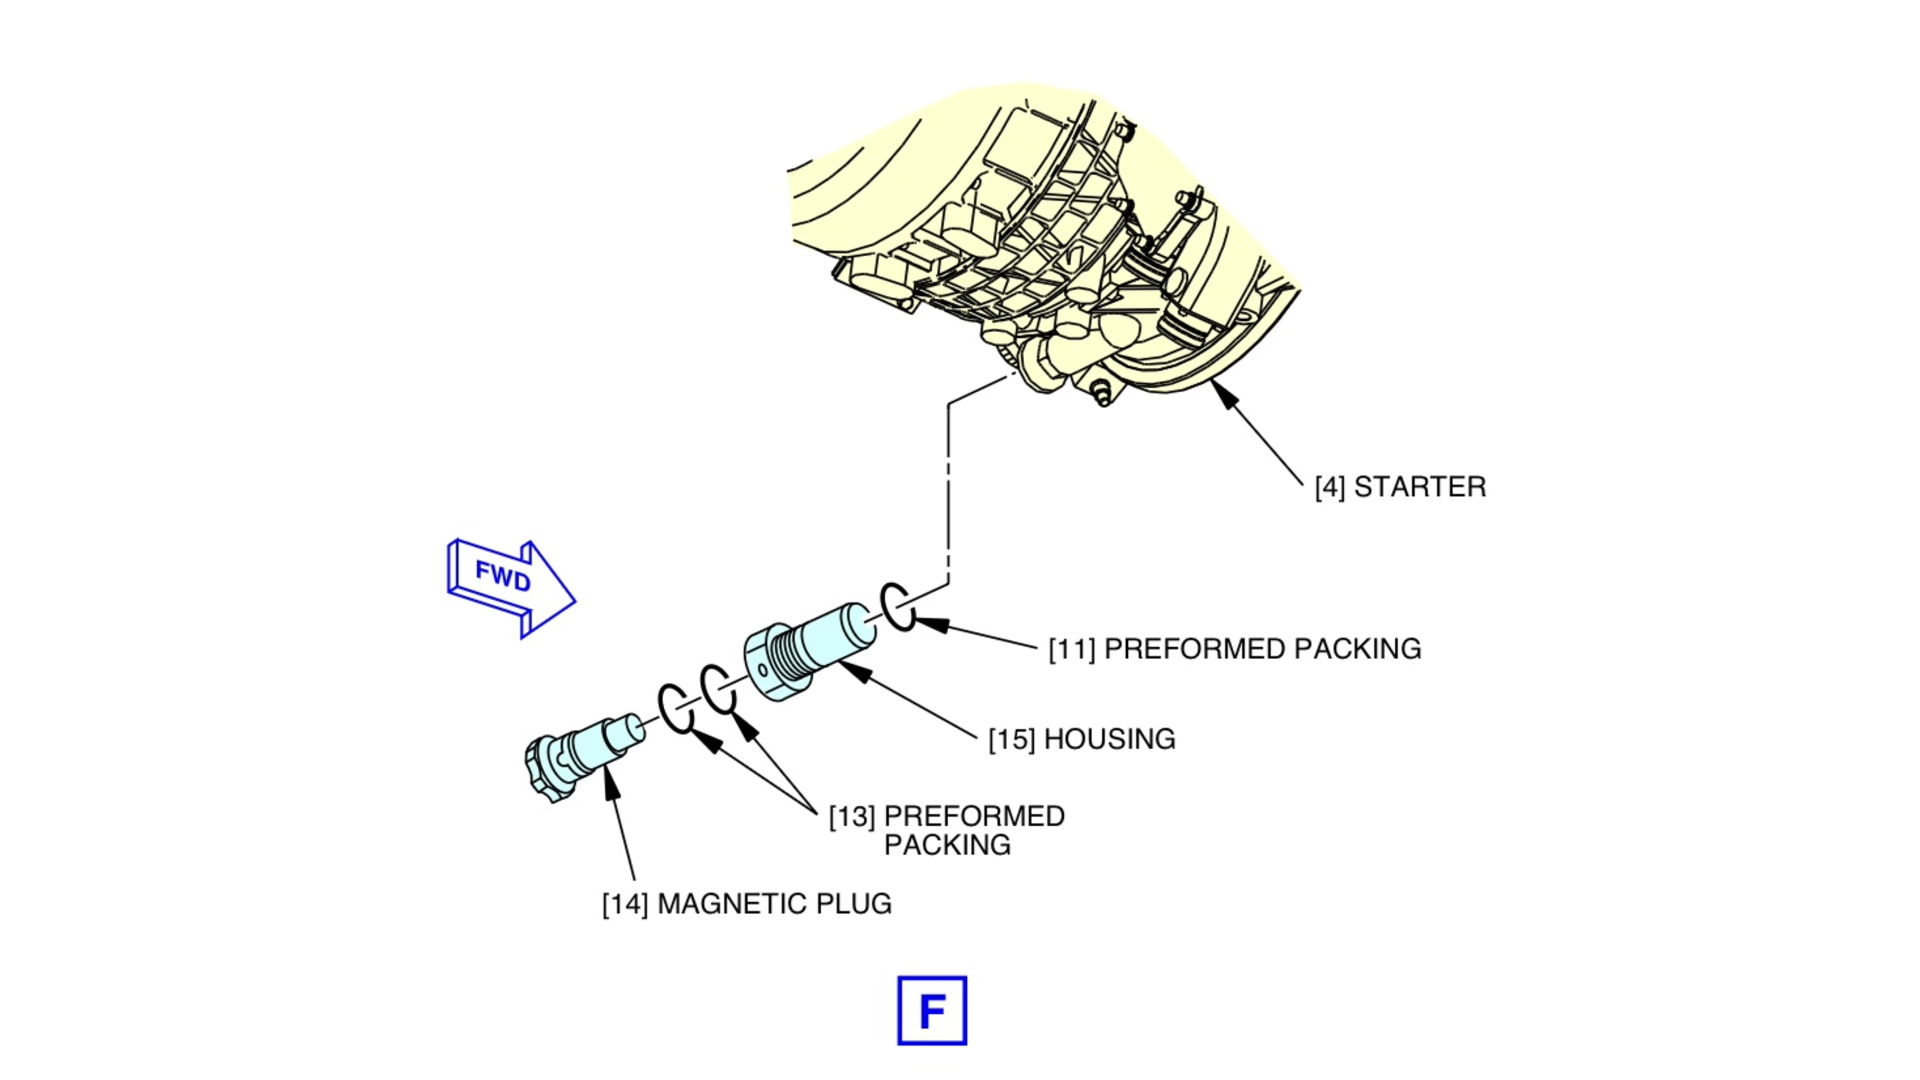 [4] STARTER
FWD
[11] PREFORMED PACKING
[15] HOUSING
[13] PREFORMED
PACKING
[14] MAGNETIC PLUG
F